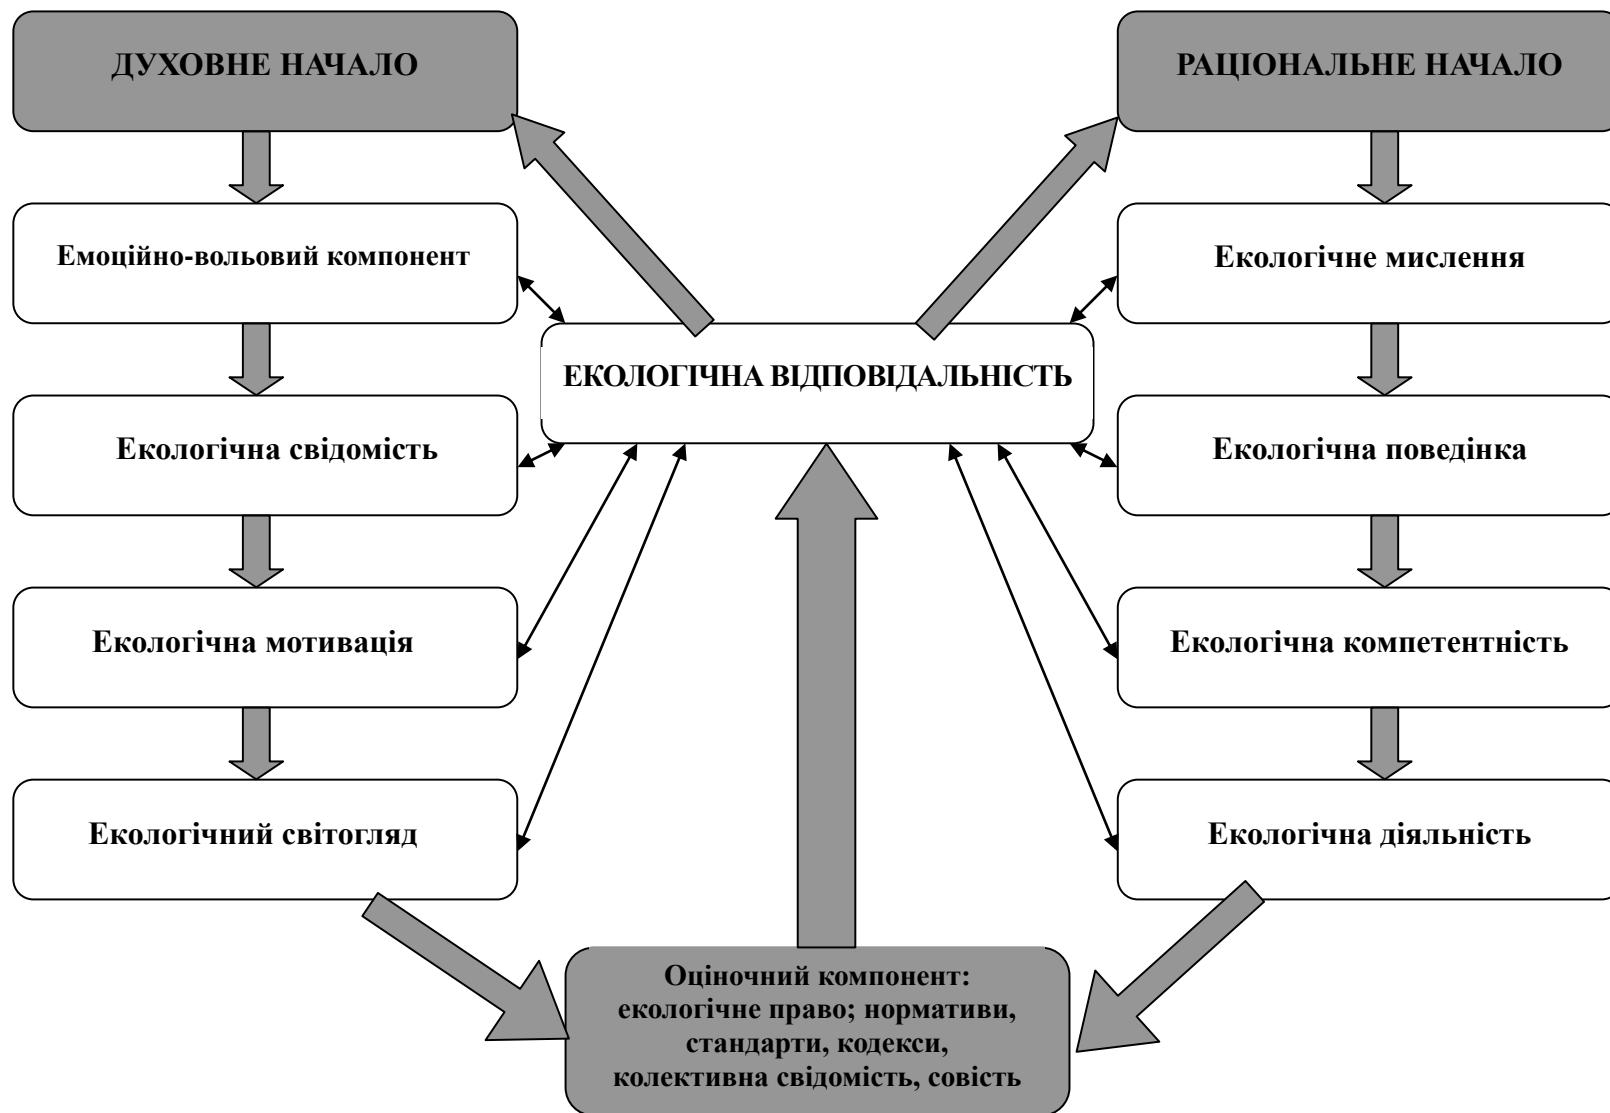 ДУХОВНЕ НАЧАЛО
РАЦІОНАЛЬНЕ НАЧАЛО
Емоційно-вольовий компонент
Екологічне мислення
ЕКОЛОГІЧНА ВІДПОВІДАЛЬНІСТЬ
Екологічна свідомість
Екологічна поведінка
Екологічна мотивація
Екологічна компетентність
Екологічний світогляд
Екологічна діяльність
Оціночний компонент:
екологічне право; нормативи,
стандарти, кодекси,
колективна свідомість, совість